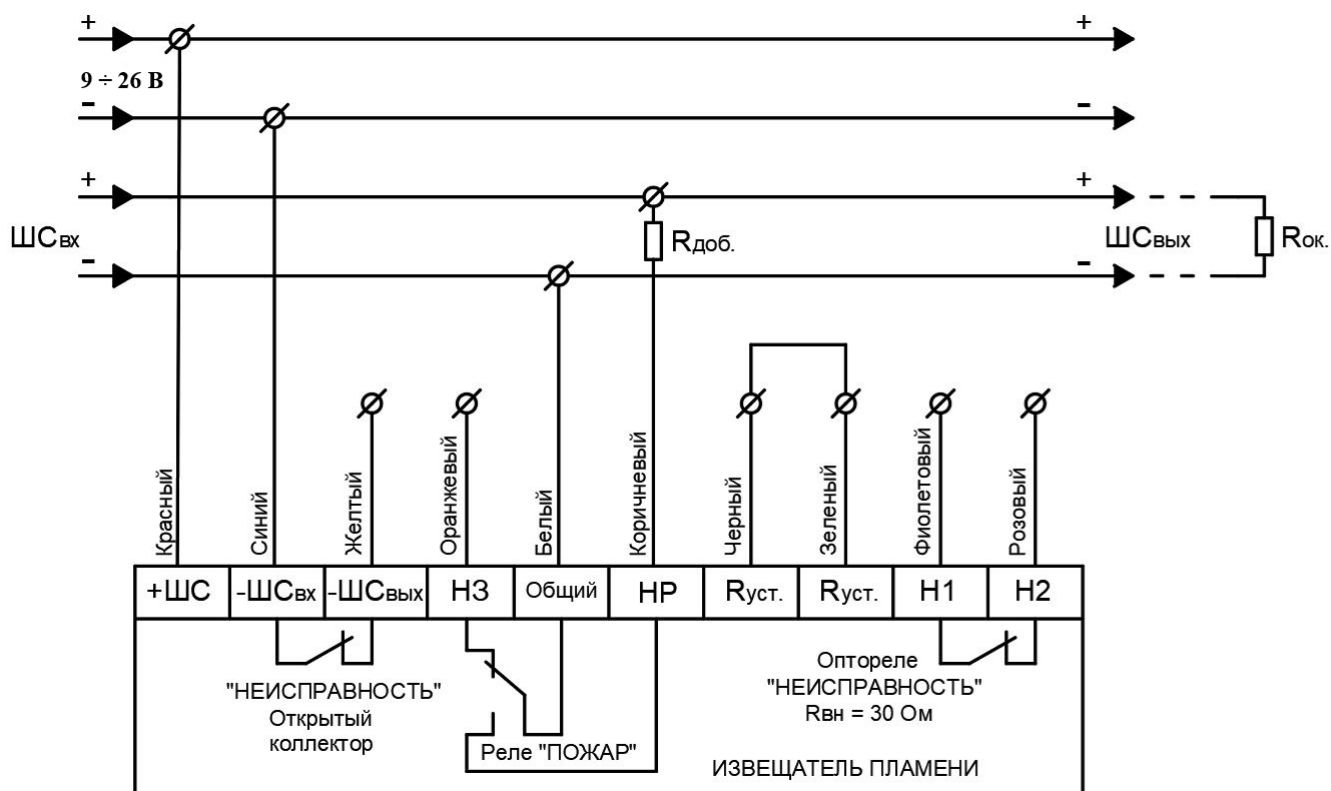 + +
9 ÷ 26 В
- -
+ +
ШСвх Rдоб. ШСвых Rок.
- -
Красный
Синий
Желтый
Оранжевый
Белый
Коричневый
Черный
Зеленый
Фиолетовый
Розовый
+ШС -ШСвх -ШСвых НЗ Общий НР Rуст. Rуст. Н1 Н2
"НЕИСПРАВНОСТЬ"
Открытый
коллектор
Реле "ПОЖАР"
Оптореле
"НЕИСПРАВНОСТЬ"
Rвн = 30 Ом
ИЗВЕЩАТЕЛЬ ПЛАМЕНИ